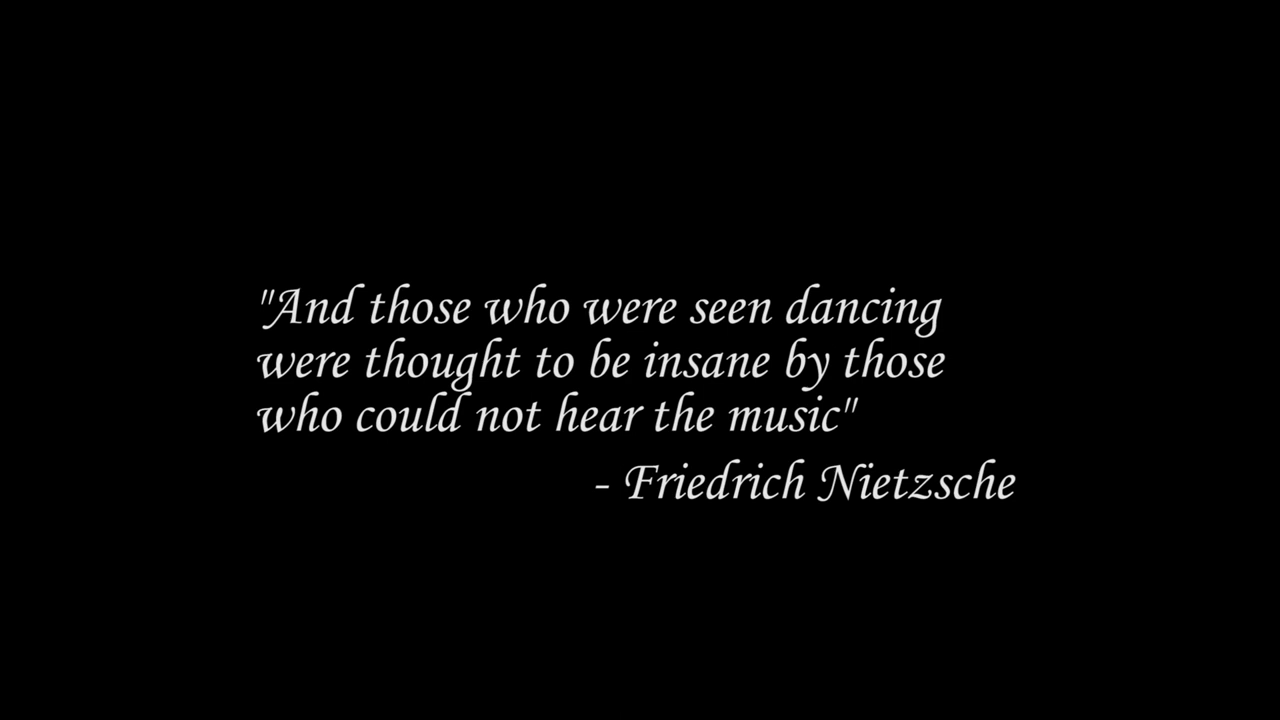 "And those who were seen dancing
were thought to be insane by those
who could not hear the music"
- Friedrich Nietzsche